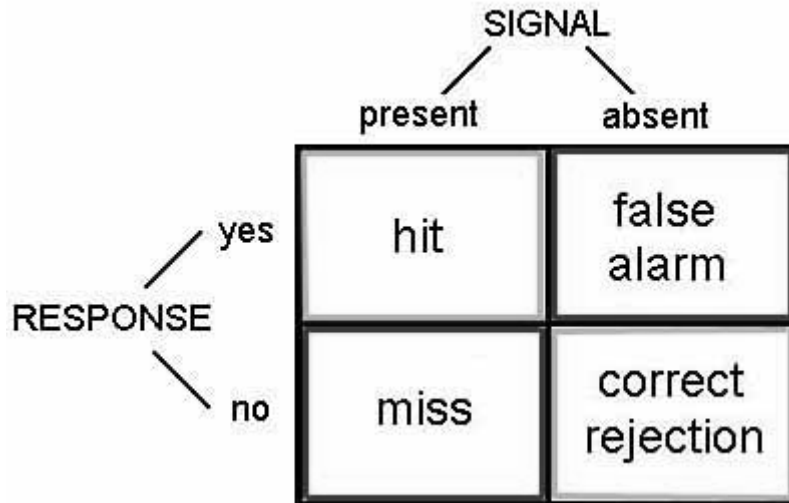 SIGNAL
present absent
yes hit false
alarm
RESPONSE
no miss correct
rejection